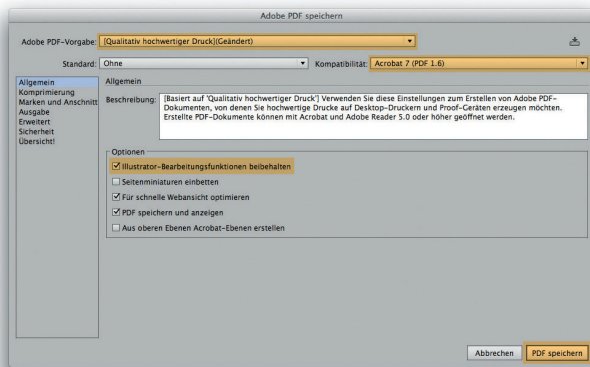 Adobe PDF speichern
Adobe PDF-Vorgabe: [Qualitativ hochwertiger Druck](Geändert)
Standard: Ohne Kompatibilität: Acrobat 7 (PDF 1.6)
Allgemein
Komprimierung
Marken und Anschnitt
Ausgabe
Erweitert
Sicherheit
Übersicht!
Allgemein
Beschreibung: [Basiert auf 'Qualitativ hochwertiger Druck'] Verwenden Sie diese Einstellungen zum Erstellen von Adobe PDF-
Dokumenten, von denen Sie hochwertige Drucke auf Desktop-Druckern und Proof-Geräten erzeugen möchten.
Erstellte PDF-Dokumente können mit Acrobat und Adobe Reader 5.0 oder höher geöffnet werden.
Optionen
Illustrator-Bearbeitungsfunktionen beibehalten
Seitenminiaturen einbetten
Für schnelle Webansicht optimieren
PDF speichern und anzeigen
Aus oberen Ebenen Acrobat-Ebenen erstellen
Abbrechen PDF speichern